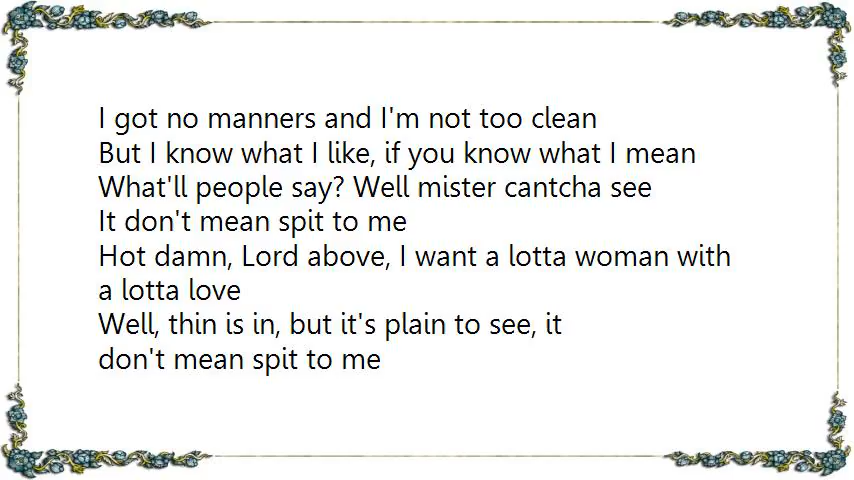 I got no manners and I'm not too clean
But I know what I like, if you know what I mean
What'll people say? Well mister cantcha see
It don't mean spit to me
Hot damn, Lord above, I want a lotta woman with
a lotta love
Well, thin is in, but it's plain to see, it
don't mean spit to me